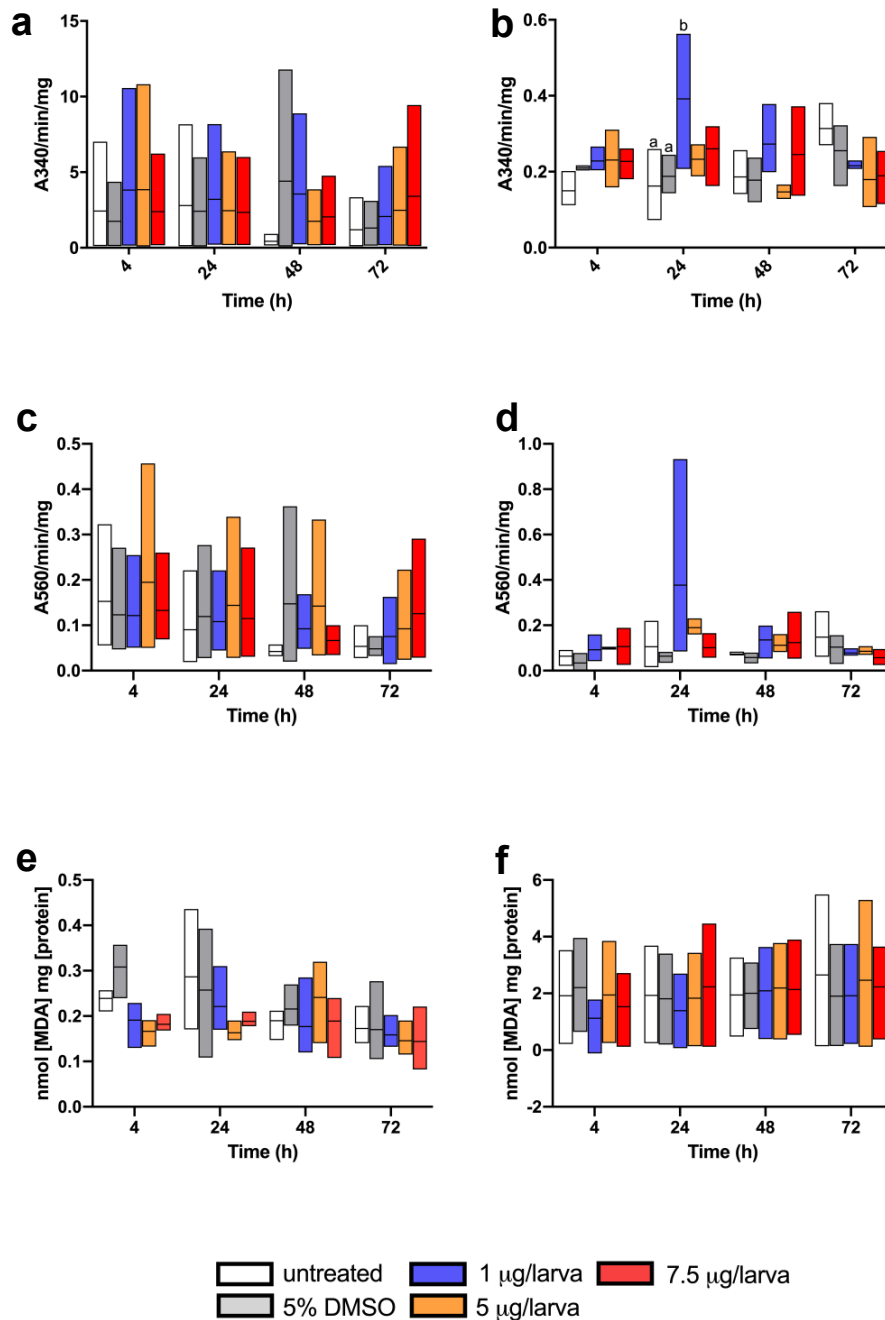 a
b
15
10
5
0
A340/min/mg
4
24
48
72
Time (h)
0.6
0.4
0.2
0.0
A340/min/mg
b
a
a
4
24
48
72
Time (h)
c
d
0.5
0.4
0.3
0.2
0.1
0.0
A560/min/mg
4
24
48
72
Time (h)
1.0
0.8
0.6
0.4
0.2
0.0
A560/min/mg
4
24
48
72
Time (h)
e
f
0.5
0.4
0.3
0.2
0.1
0.0
nmol [MDA] mg [protein]
4
24
48
72
Time (h)
6
4
2
0
-2
nmol [MDA] mg [protein]
4
24
48
72
Time (h)
untreated
1 μg/larva
7.5 μg/larva
5% DMSO
5 μg/larva